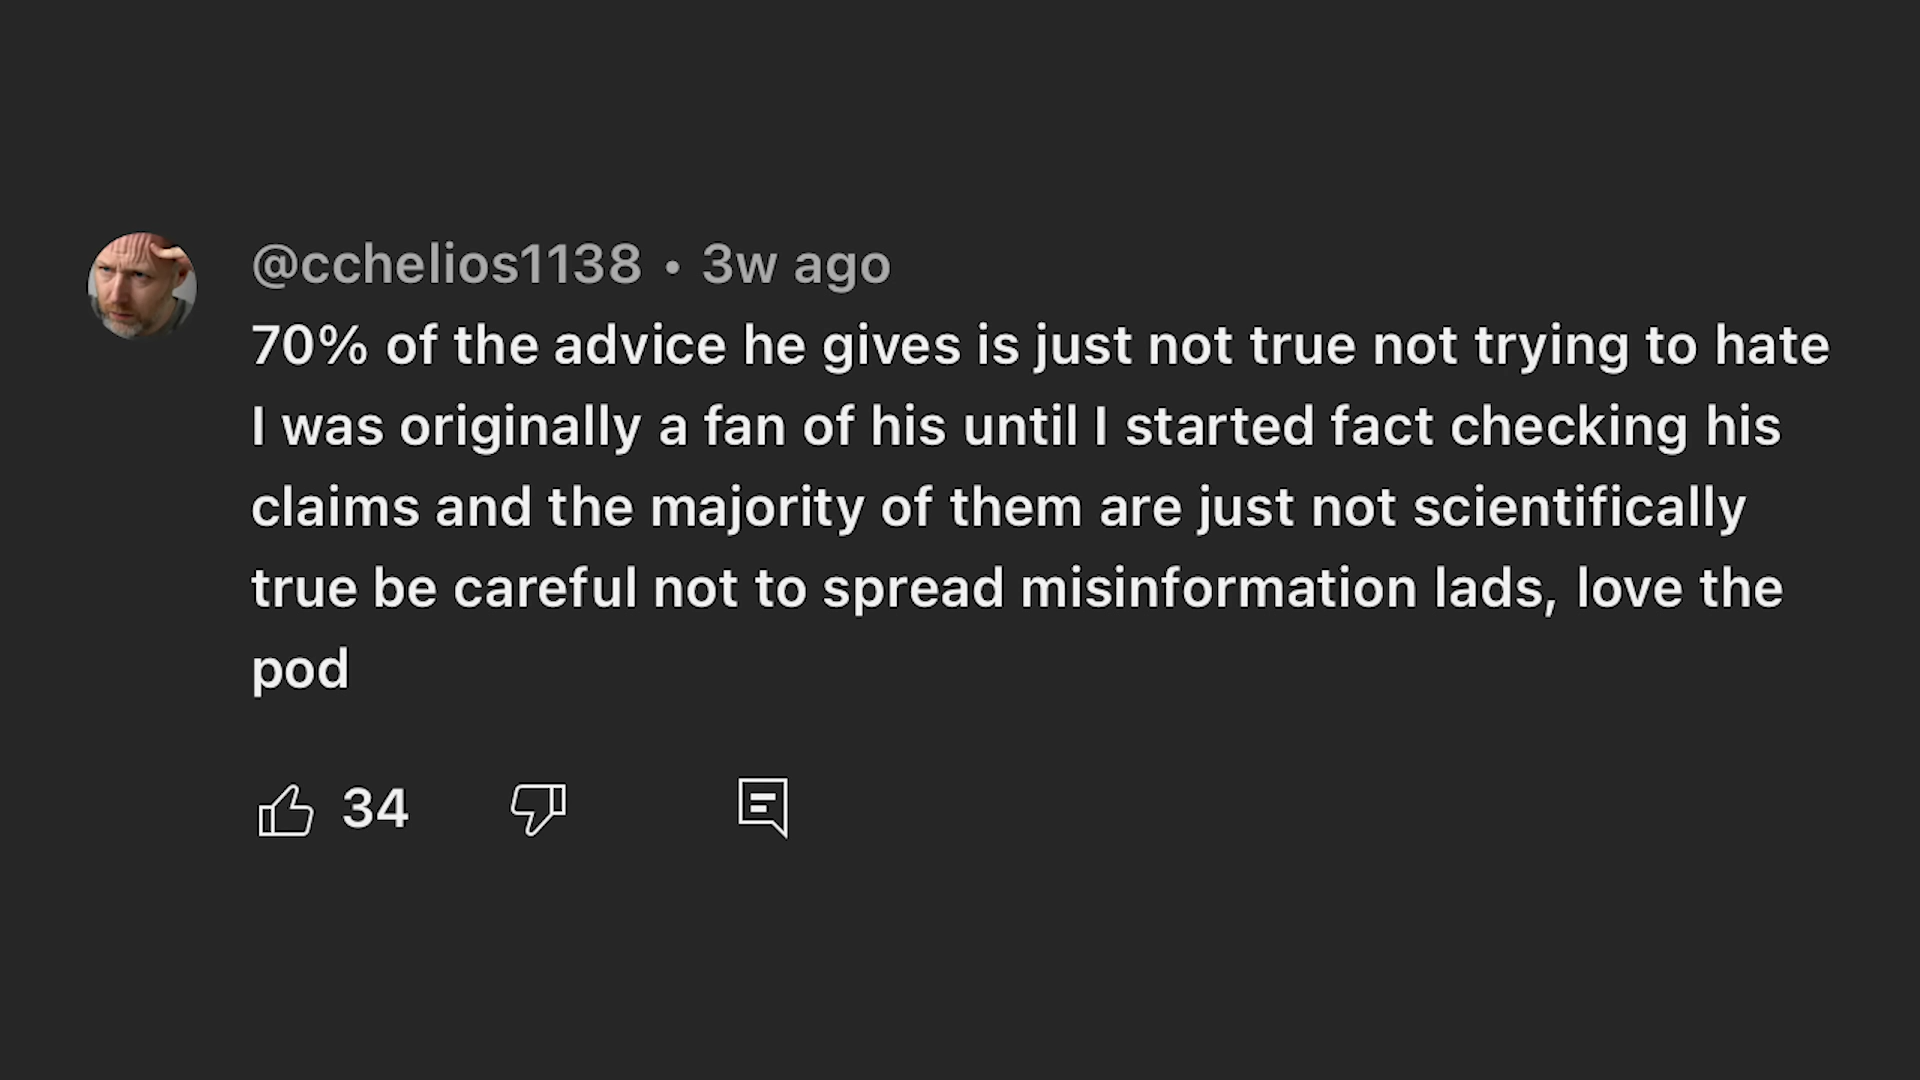 @cchelios1138 • 3w ago
70% of the advice he gives is just not true not trying to hate
I was originally a fan of his until I started fact checking his
claims and the majority of them are just not scientifically
true be careful not to spread misinformation lads, love the
pod
34